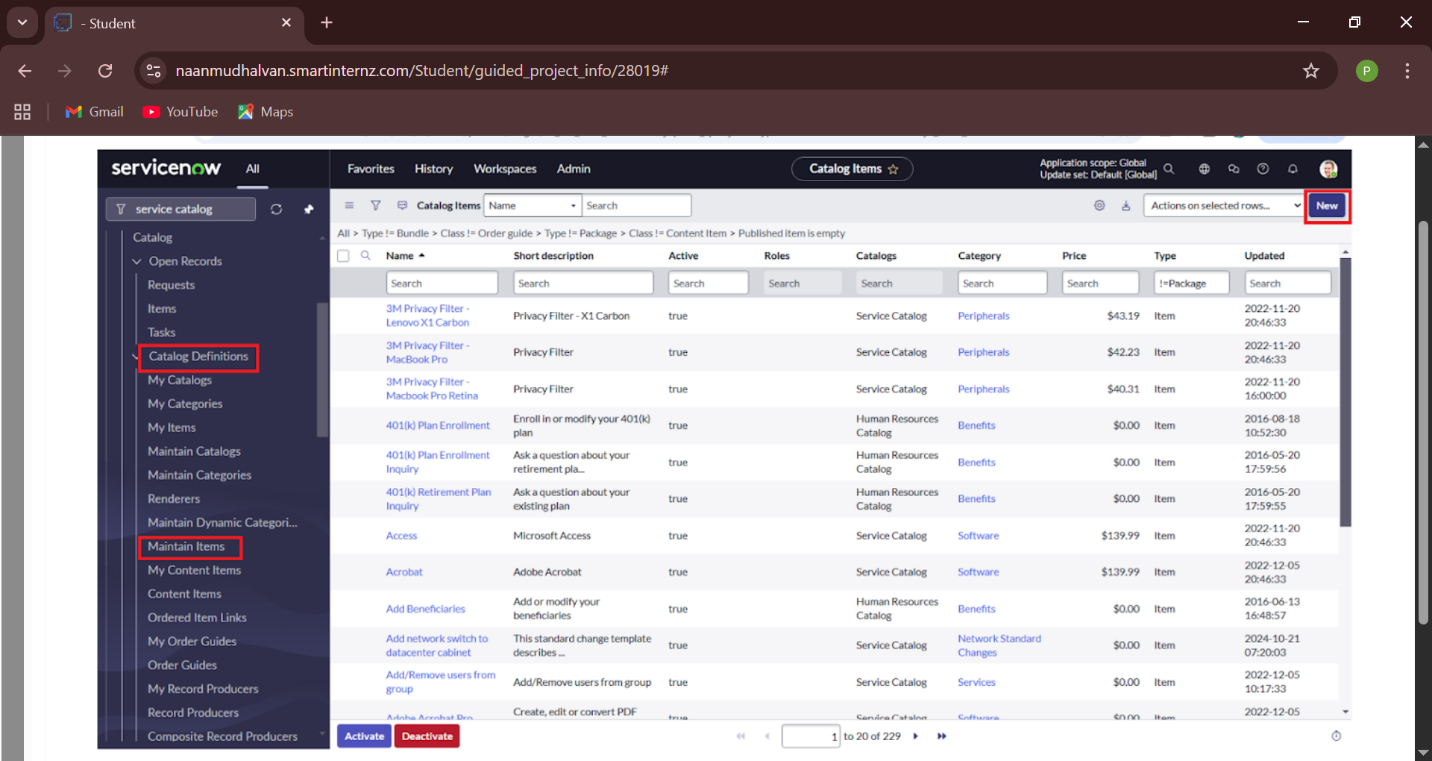 - Student
naanmudhalvan.smartinternz.com/Student/guided_project_info/28019#
P
Gmail YouTube Maps
servicenow All Favorites History Workspaces Admin Catalog Items Application scope: Global
Update set: Default [Global]
service catalog
Catalog
Open Records
Requests
Items
Tasks
Catalog Definitions
My Catalogs
My Categories
My Items
Maintain Catalogs
Maintain Categories
Renderers
Maintain Dynamic Categori...
Maintain Items
My Content Items
Content Items
Ordered Item Links
My Order Guides
Order Guides
My Record Producers
Record Producers
Composite Record Producers
Catalog Items Name Search Actions on selected rows... New
All > Type != Bundle > Class != Order guide > Type != Package > Class != Content Item > Published item is empty
Name Short description Active Roles Catalogs Category Price Type Updated
Search Search Search Search Search Search Search !=Package Search
3M Privacy Filter - Lenovo X1 Carbon Privacy Filter - X1 Carbon true Service Catalog Peripherals $43.19 Item 2022-11-20 20:46:33
3M Privacy Filter - MacBook Pro Privacy Filter true Service Catalog Peripherals $42.23 Item 2022-11-20 20:46:33
3M Privacy Filter - Macbook Pro Retina Privacy Filter true Service Catalog Peripherals $40.31 Item 2022-11-20 16:00:00
401(k) Plan Enrollment Enroll in or modify your 401(k) plan true Human Resources Catalog Benefits $0.00 Item 2016-08-18 10:52:30
401(k) Plan Enrollment Inquiry Ask a question about your retirement pla... true Human Resources Catalog Benefits $0.00 Item 2016-05-20 17:59:56
401(k) Retirement Plan Inquiry Ask a question about your existing plan true Human Resources Catalog Benefits $0.00 Item 2016-05-20 17:59:55
Access Microsoft Access true Service Catalog Software $139.99 Item 2022-11-20 20:46:33
Acrobat Adobe Acrobat true Service Catalog Software $139.99 Item 2022-12-05 20:46:33
Add Beneficiaries Add or modify your beneficiaries true Human Resources Catalog Benefits $0.00 Item 2016-06-13 16:48:57
Add network switch to datacenter cabinet This standard change template describes ... true Service Catalog Network Standard Changes $0.00 Item 2024-10-21 07:20:03
Add/Remove users from group Add/Remove users from group true Service Catalog Services $0.00 Item 2022-12-05 10:17:33
Adobe Acrobat Pro Create, edit or convert PDF true Service Catalog Software $0.00 Item 2022-12-05
Activate Deactivate 1 to 20 of 229